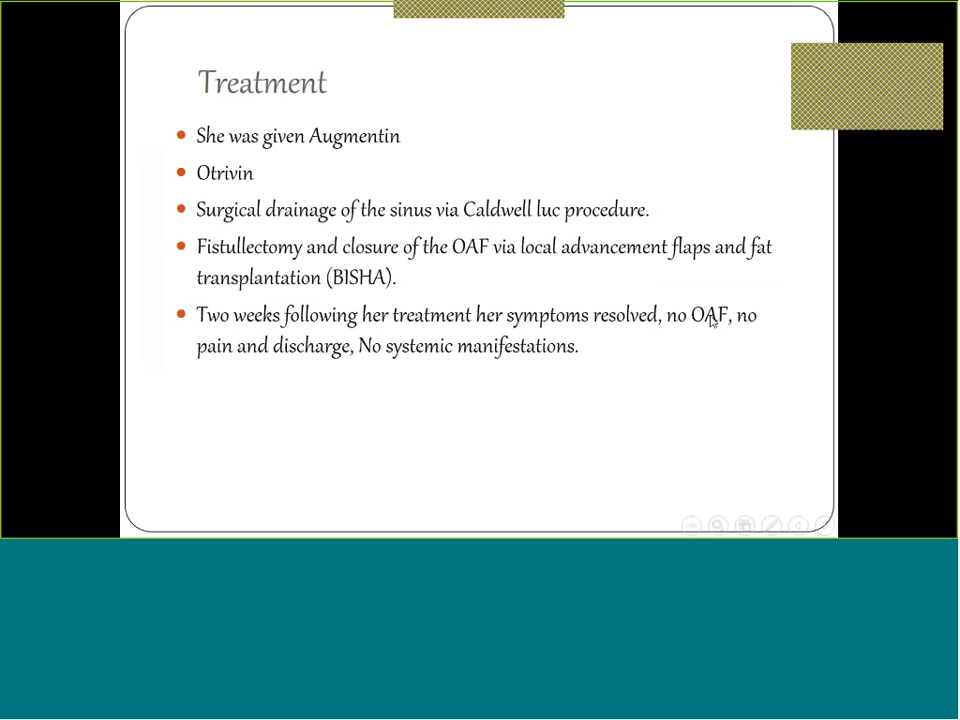 Treatment
She was given Augmentin
Otrivin
Surgical drainage of the sinus via Caldwell luc procedure.
Fistullectomy and closure of the OAF via local advancement flaps and fat
transplantation (BISHA).
Two weeks following her treatment her symptoms resolved, no OAF, no
pain and discharge, No systemic manifestations.